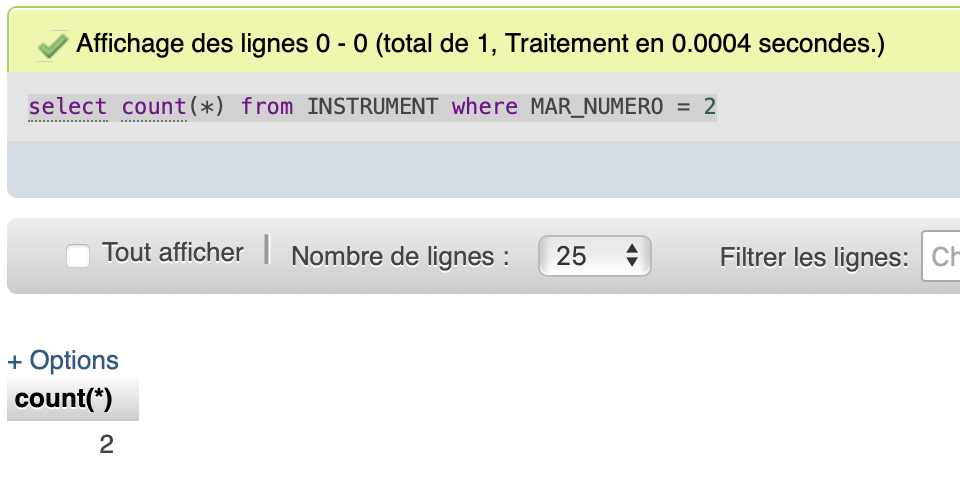 Affichage des lignes 0 - 0 (total de 1, Traitement en 0.0004 secondes.)
select count(*) from INSTRUMENT where MAR_NUMERO = 2
Tout afficher | Nombre de lignes : 25 Filtrer les lignes: Ch
+ Options
count(*)
2